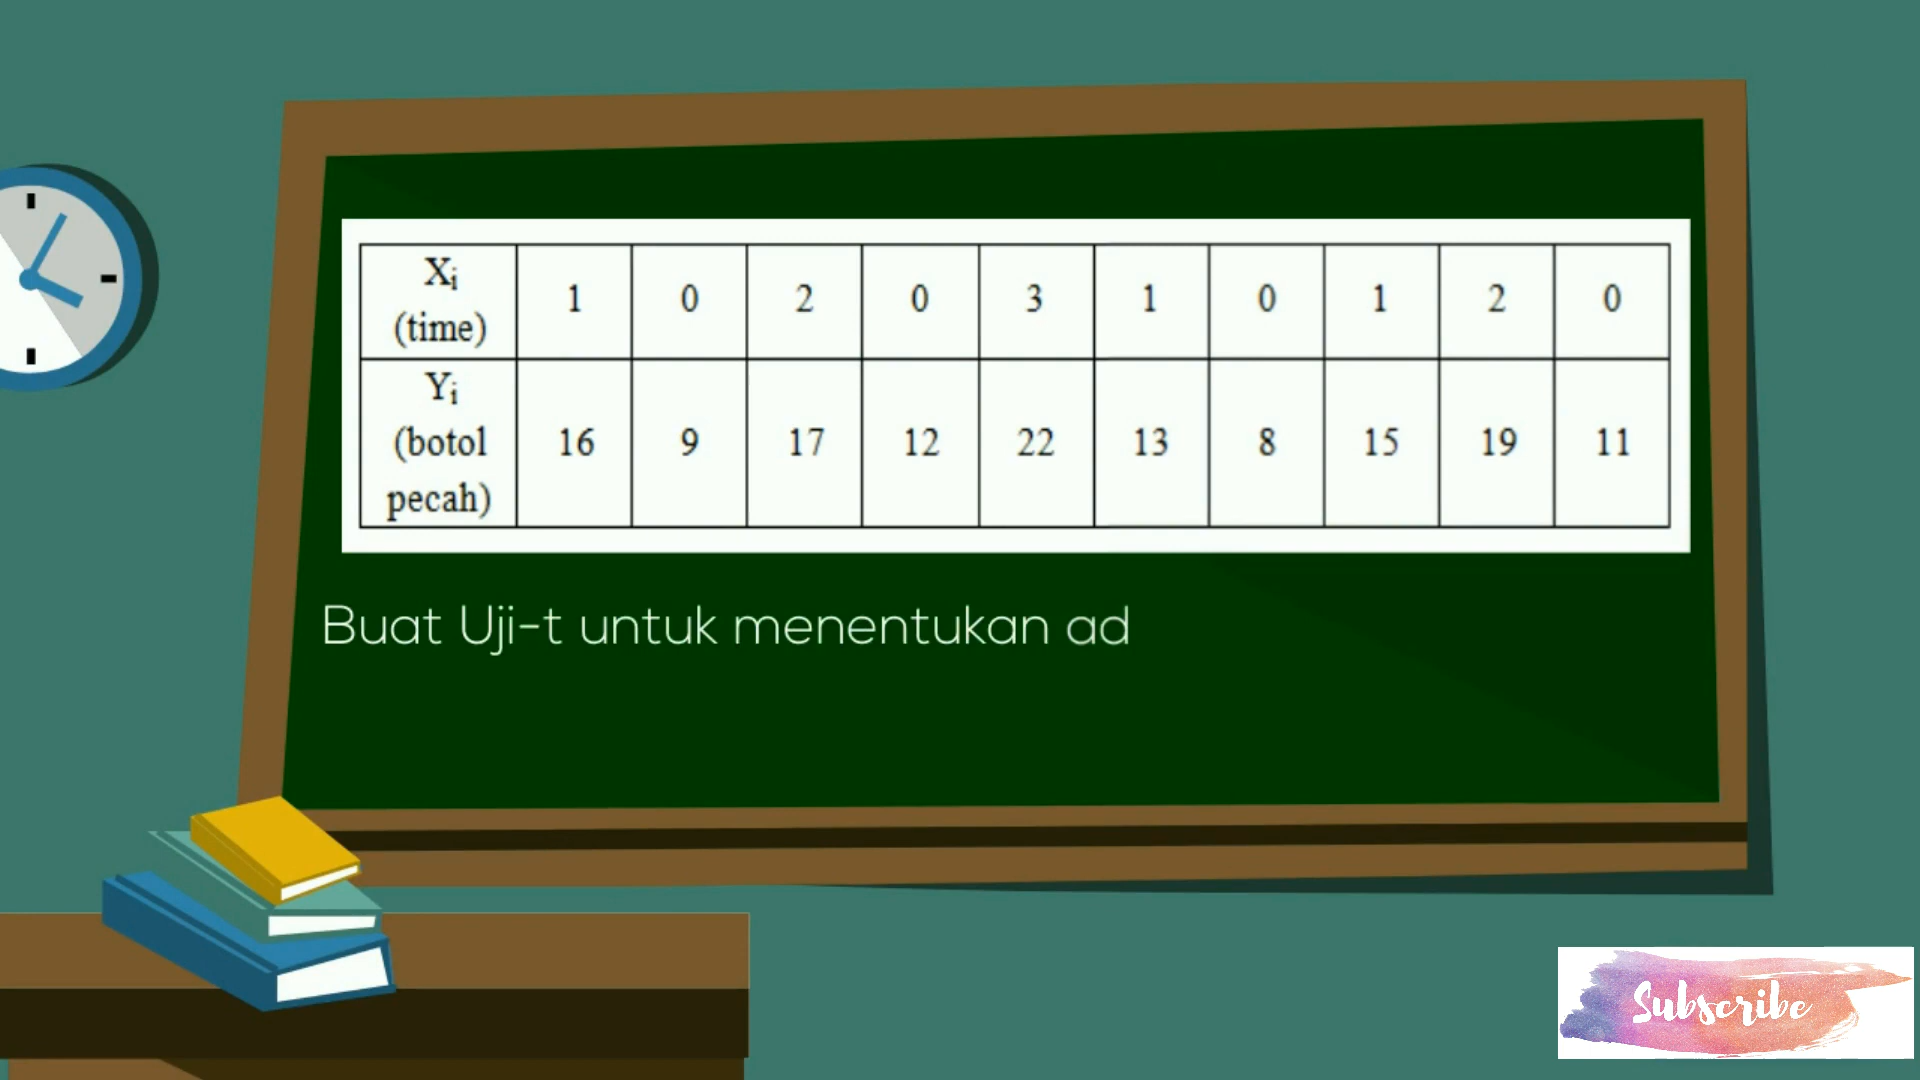 Xi (time) 1 0 2 0 3 1 0 1 2 0
Yi (botol pecah) 16 9 17 12 22 13 8 15 19 11
Buat Uji-t untuk menentukan ad
Subscribe